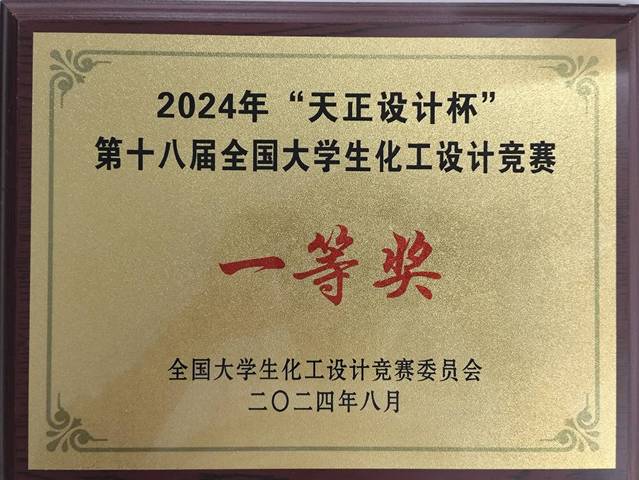 2024年“天正设计杯”
第十八届全国大学生化工设计竞赛
一等奖
全国大学生化工设计竞赛委员会
二〇二四年八月